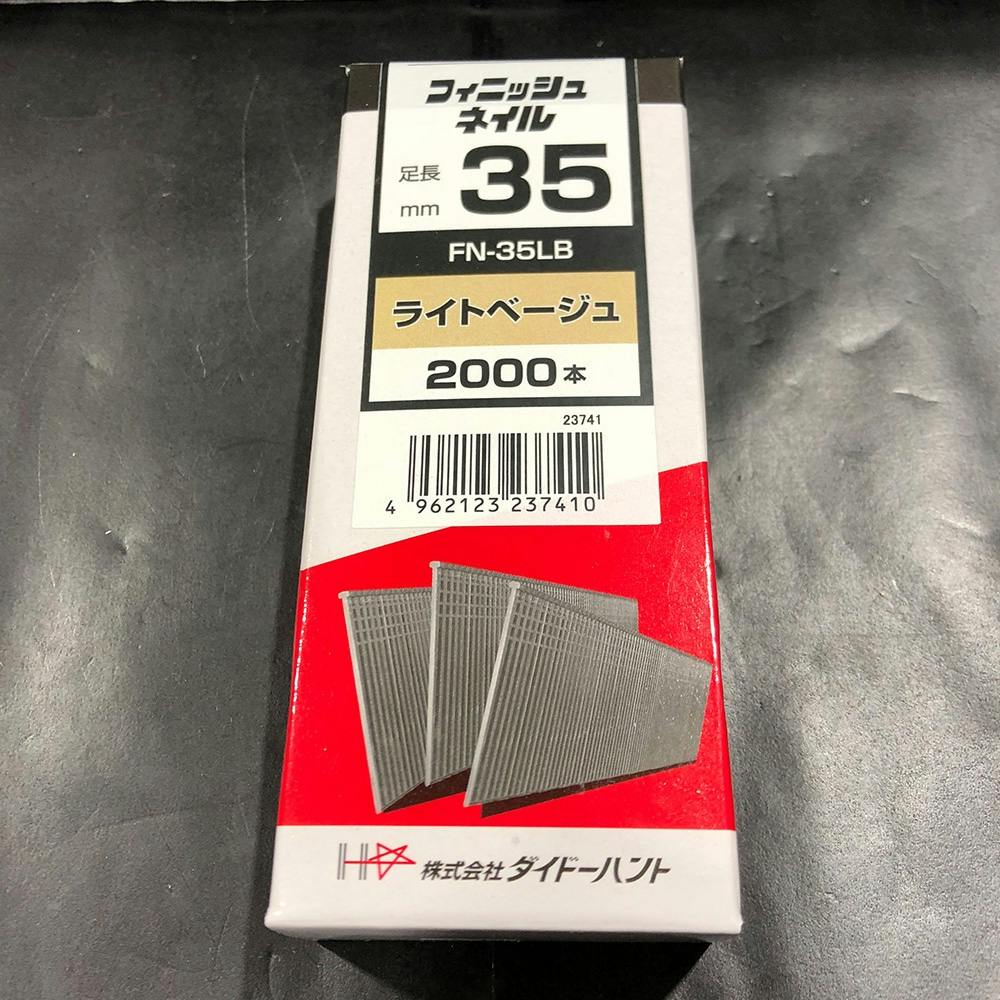 フィニッシュ
ネイル
足長
mm
35
FN-35LB
ライトベージュ
2000本
23741
4 962123 237410
株式会社ダイドーハント